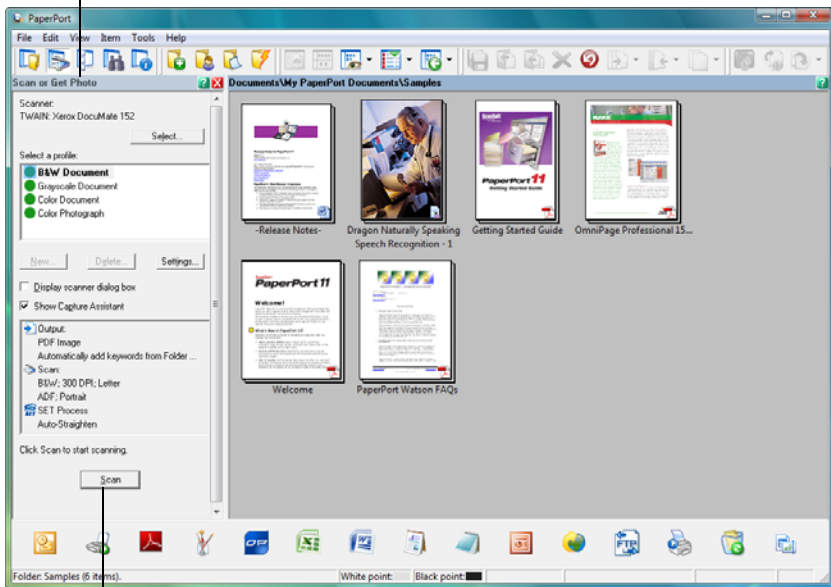 PaperPort
File Edit View Item Tools Help
Scan or Get Photo
Documents\My PaperPort Documents\Samples
Scanner:
TWAIN: Xerox DocuMate 152
Select...
Select a profile:
B&W Document
Grayscale Document
Color Document
Color Photograph
New... Delete... Settings...
Display scanner dialog box
Show Capture Assistant
Output:
PDF Image
Automatically add keywords from Folder ...
Scan:
B&W; 300 DPI; Letter
ADF; Portrait
SET Process
Auto-Straighten
Click Scan to start scanning.
Scan
-Release Notes-
Dragon Naturally Speaking
Speech Recognition - 1
PaperPort 11
Getting Started Guide
Getting Started Guide
OmniPage Professional 15...
PaperPort 11
Welcome!
Welcome
PaperPort Watson FAQs
OP
FTP
Folder: Samples (6 items).
White point:
Black point: